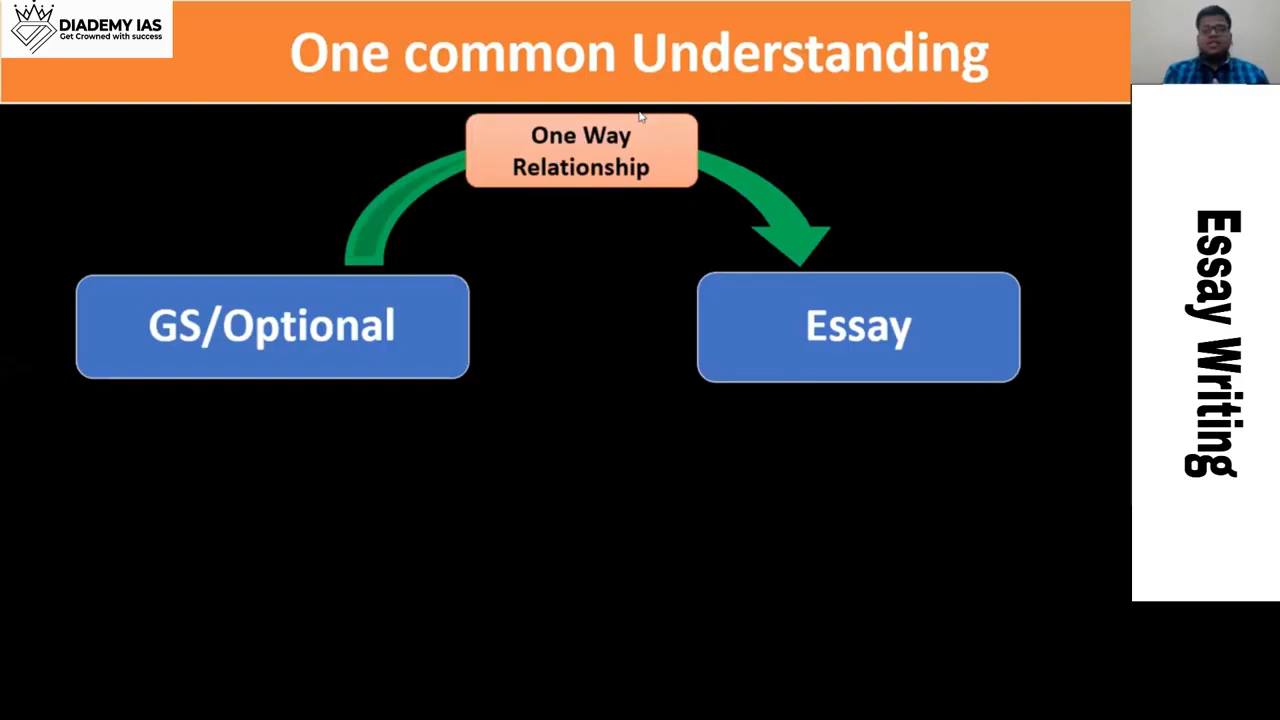 DIADEMY IAS
Get Crowned with success
One common Understanding
One Way
Relationship
GS/Optional
Essay
Essay Writing